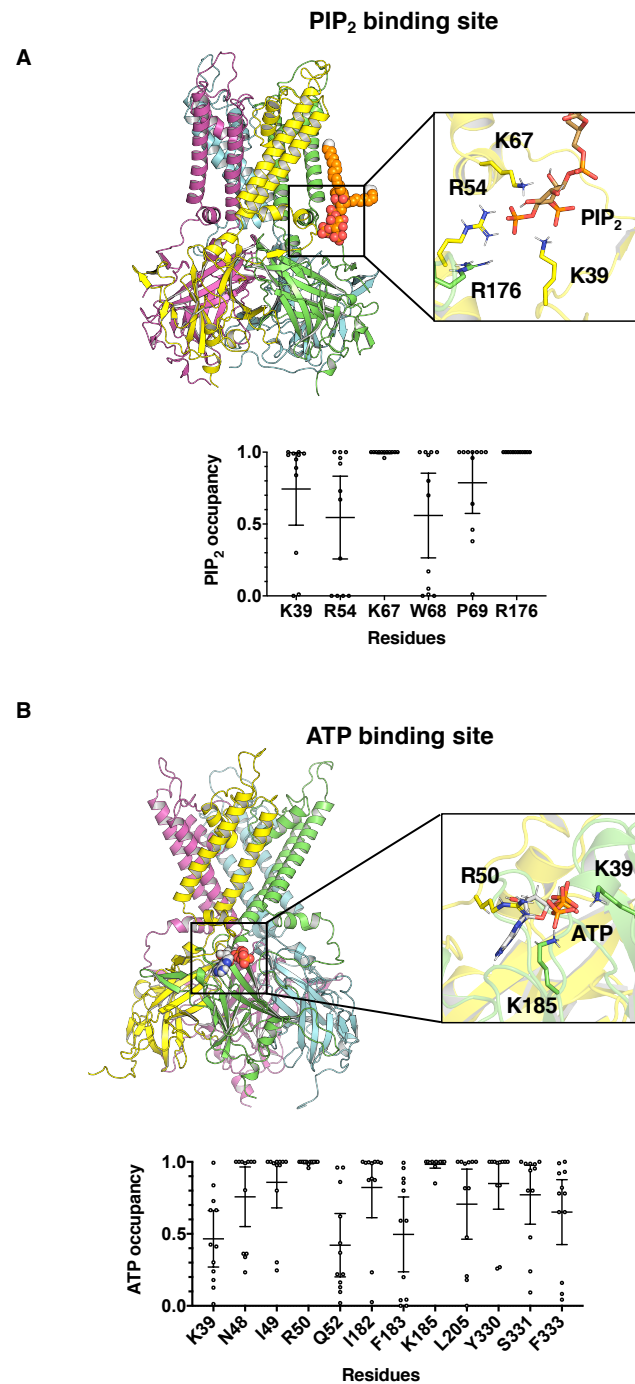 PIP₂ binding site
A
K67
R54
PIP₂
K39
R176
PIP₂ occupancy
1.0
0.5
0.0
K39 R54 K67 W68 P69 R176
Residues
B
ATP binding site
R50
K39
ATP
K185
ATP occupancy
1.0
0.5
0.0
K39 N48 I49 R50 Q52 I182 F183 K185 L205 Y330 S331 F333
Residues